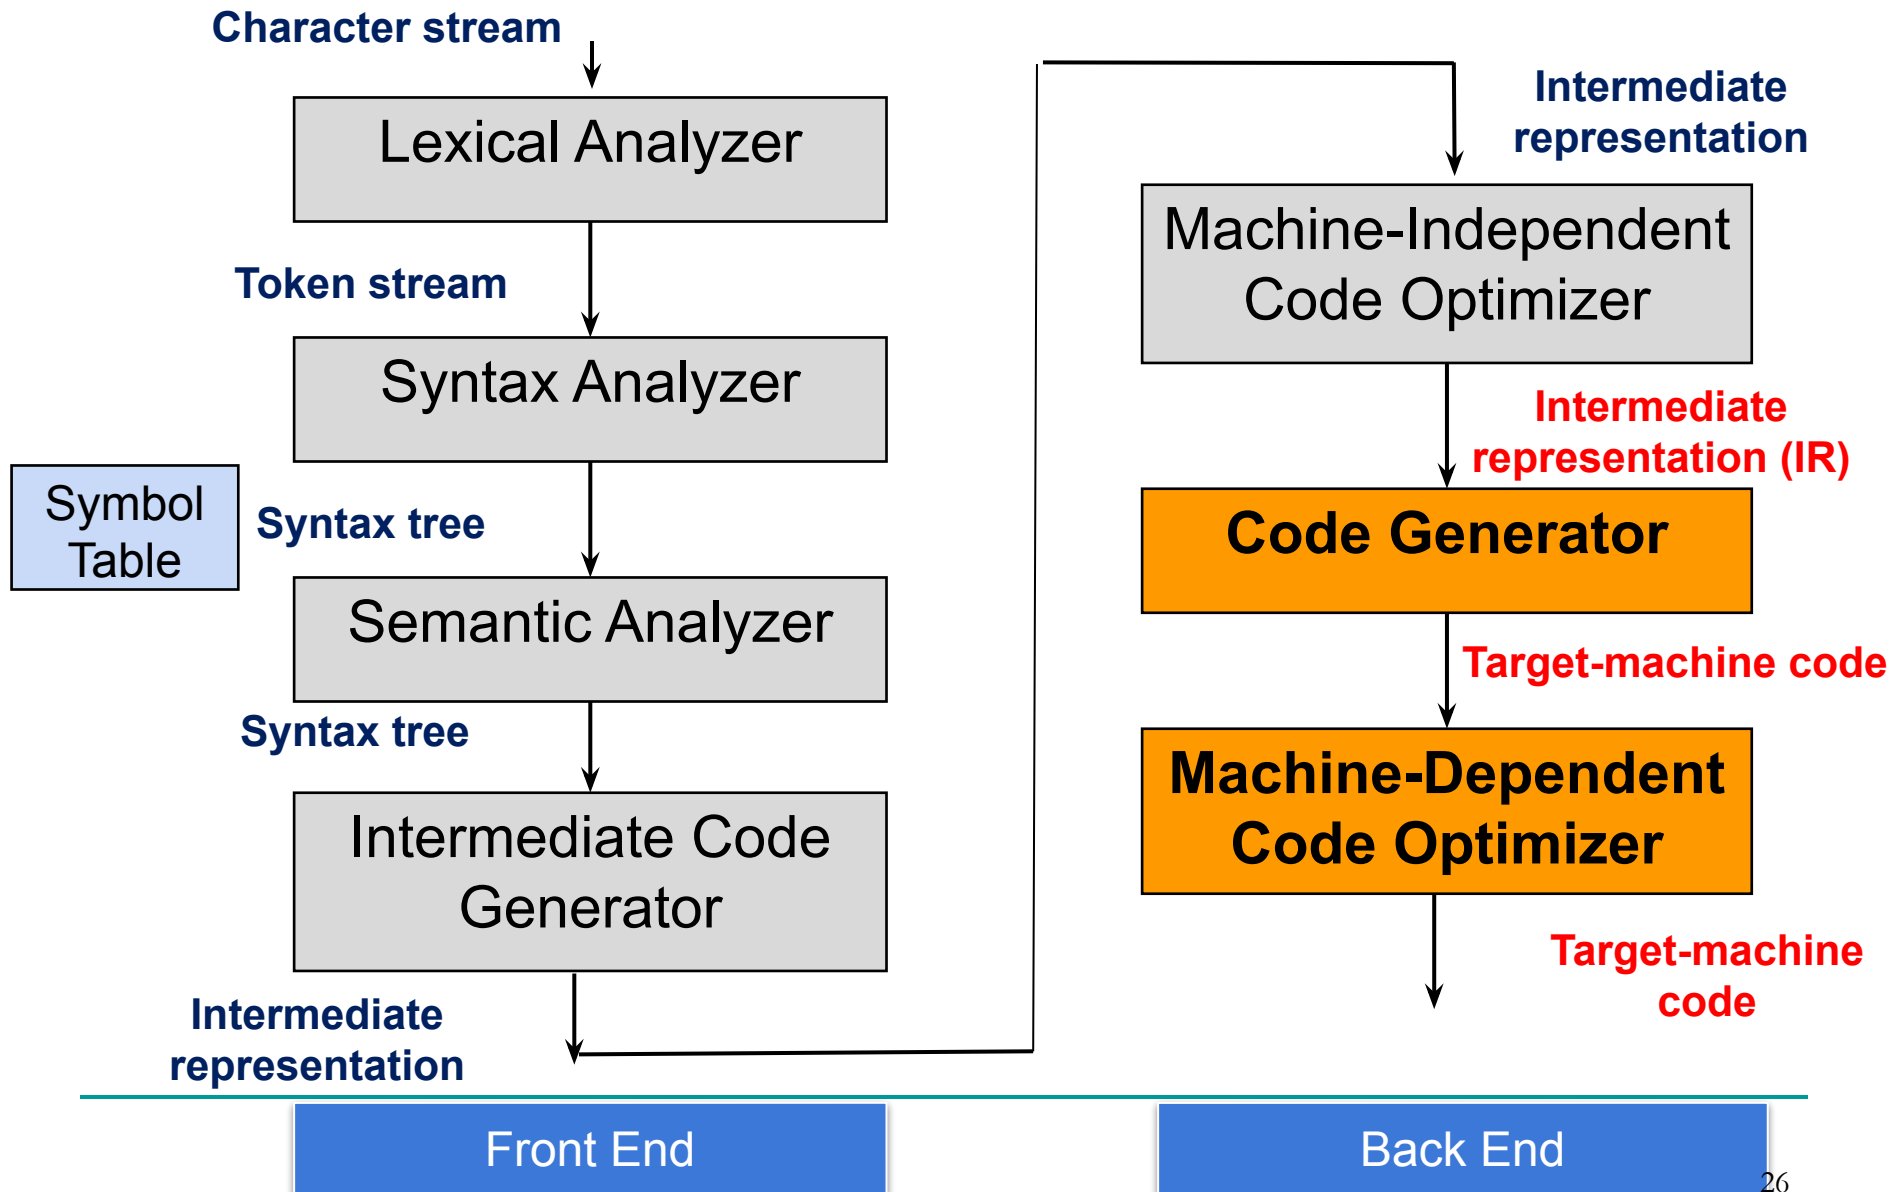 Character stream
Lexical Analyzer
Token stream
Syntax Analyzer
Symbol
Table
Syntax tree
Semantic Analyzer
Syntax tree
Intermediate Code
Generator
Intermediate
representation
Front End
Intermediate
representation
Machine-Independent
Code Optimizer
Intermediate
representation (IR)
Code Generator
Target-machine code
Machine-Dependent
Code Optimizer
Target-machine
code
Back End
26